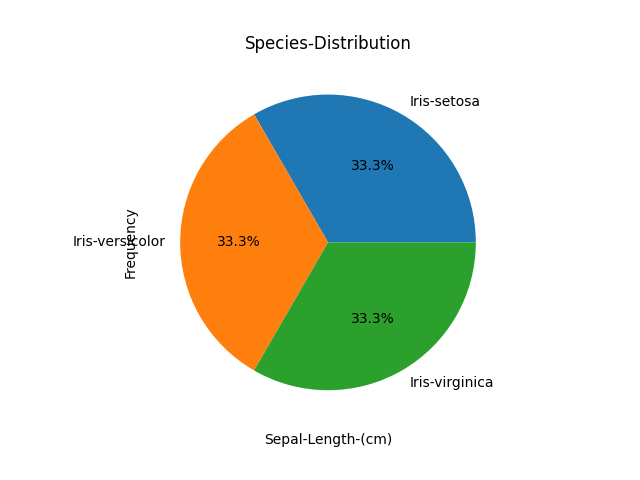 Species-Distribution
Iris-setosa
33.3%
Iris-versicolor
33.3%
Frequency
33.3%
Iris-virginica
Sepal-Length-(cm)